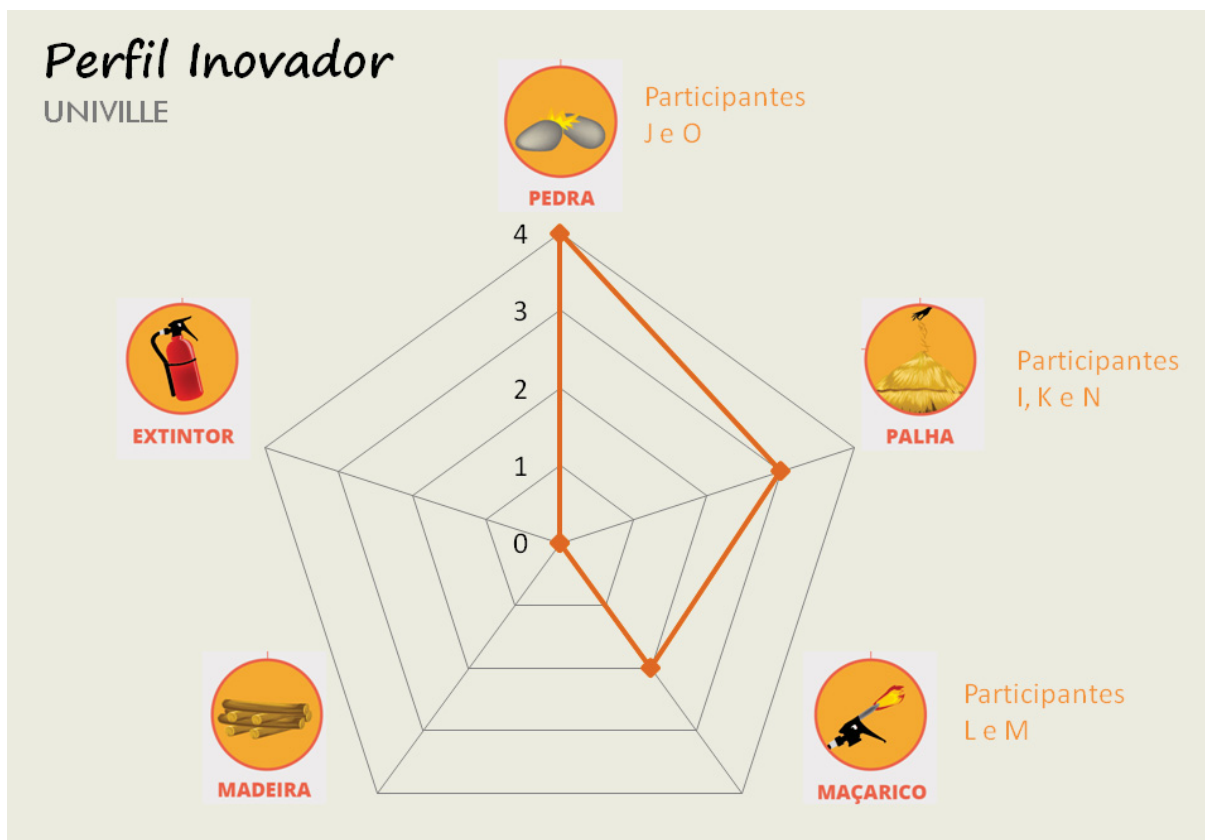 Perfil Inovador
UNIVILLE
Participantes
J e O
PEDRA
4
3
2
1
0
EXTINTOR
PALHA
Participantes
I, K e N
MADEIRA
MAÇARICO
Participantes
L e M